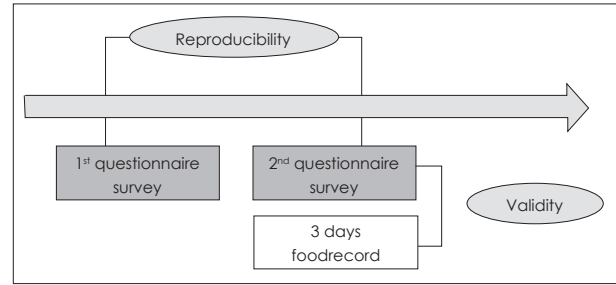 Reproducibility
1st questionnaire
survey
2nd questionnaire
survey
Validity
3 days
foodrecord